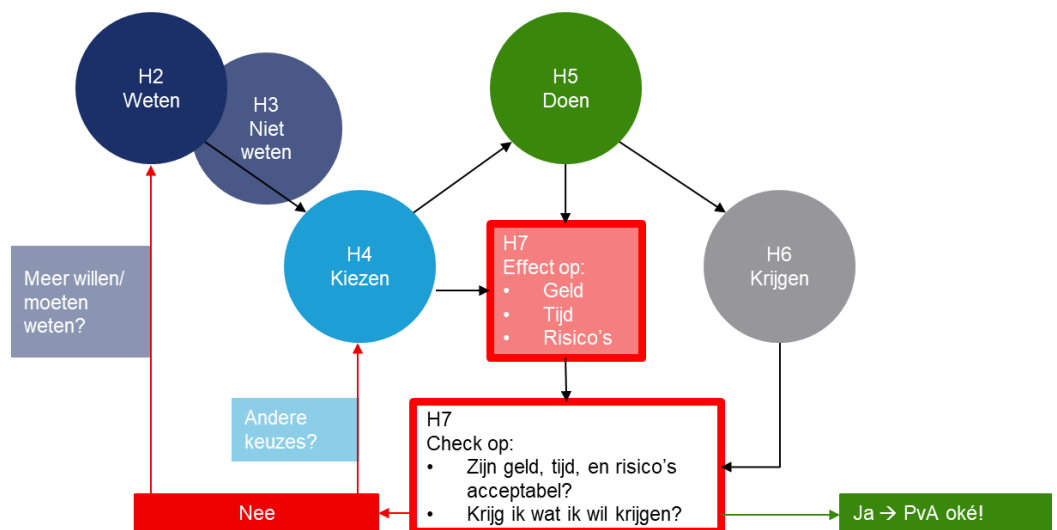 H2
Weten
H3
Niet
weten
H4
Kiezen
H5
Doen
H6
Krijgen
H7
Effect op:
• Geld
• Tijd
• Risico's
Meer willen/
moeten
weten?
Andere
keuzes?
H7
Check op:
• Zijn geld, tijd, en risico's
acceptabel?
• Krijg ik wat ik wil krijgen?
Nee
Ja → PvA oké!